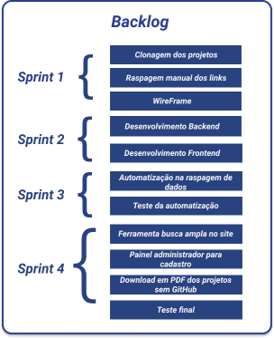 Backlog
Sprint 1
Clonagem dos projetos
Raspagem manual dos links
WireFrame
Sprint 2
Desenvolvimento Backend
Desenvolvimento Frontend
Sprint 3
Automatização na raspagem de
dados
Teste da automatização
Sprint 4
Ferramenta busca ampla no site
Painel administrador para
cadastro
Download em PDF dos projetos
sem GitHub
Teste final